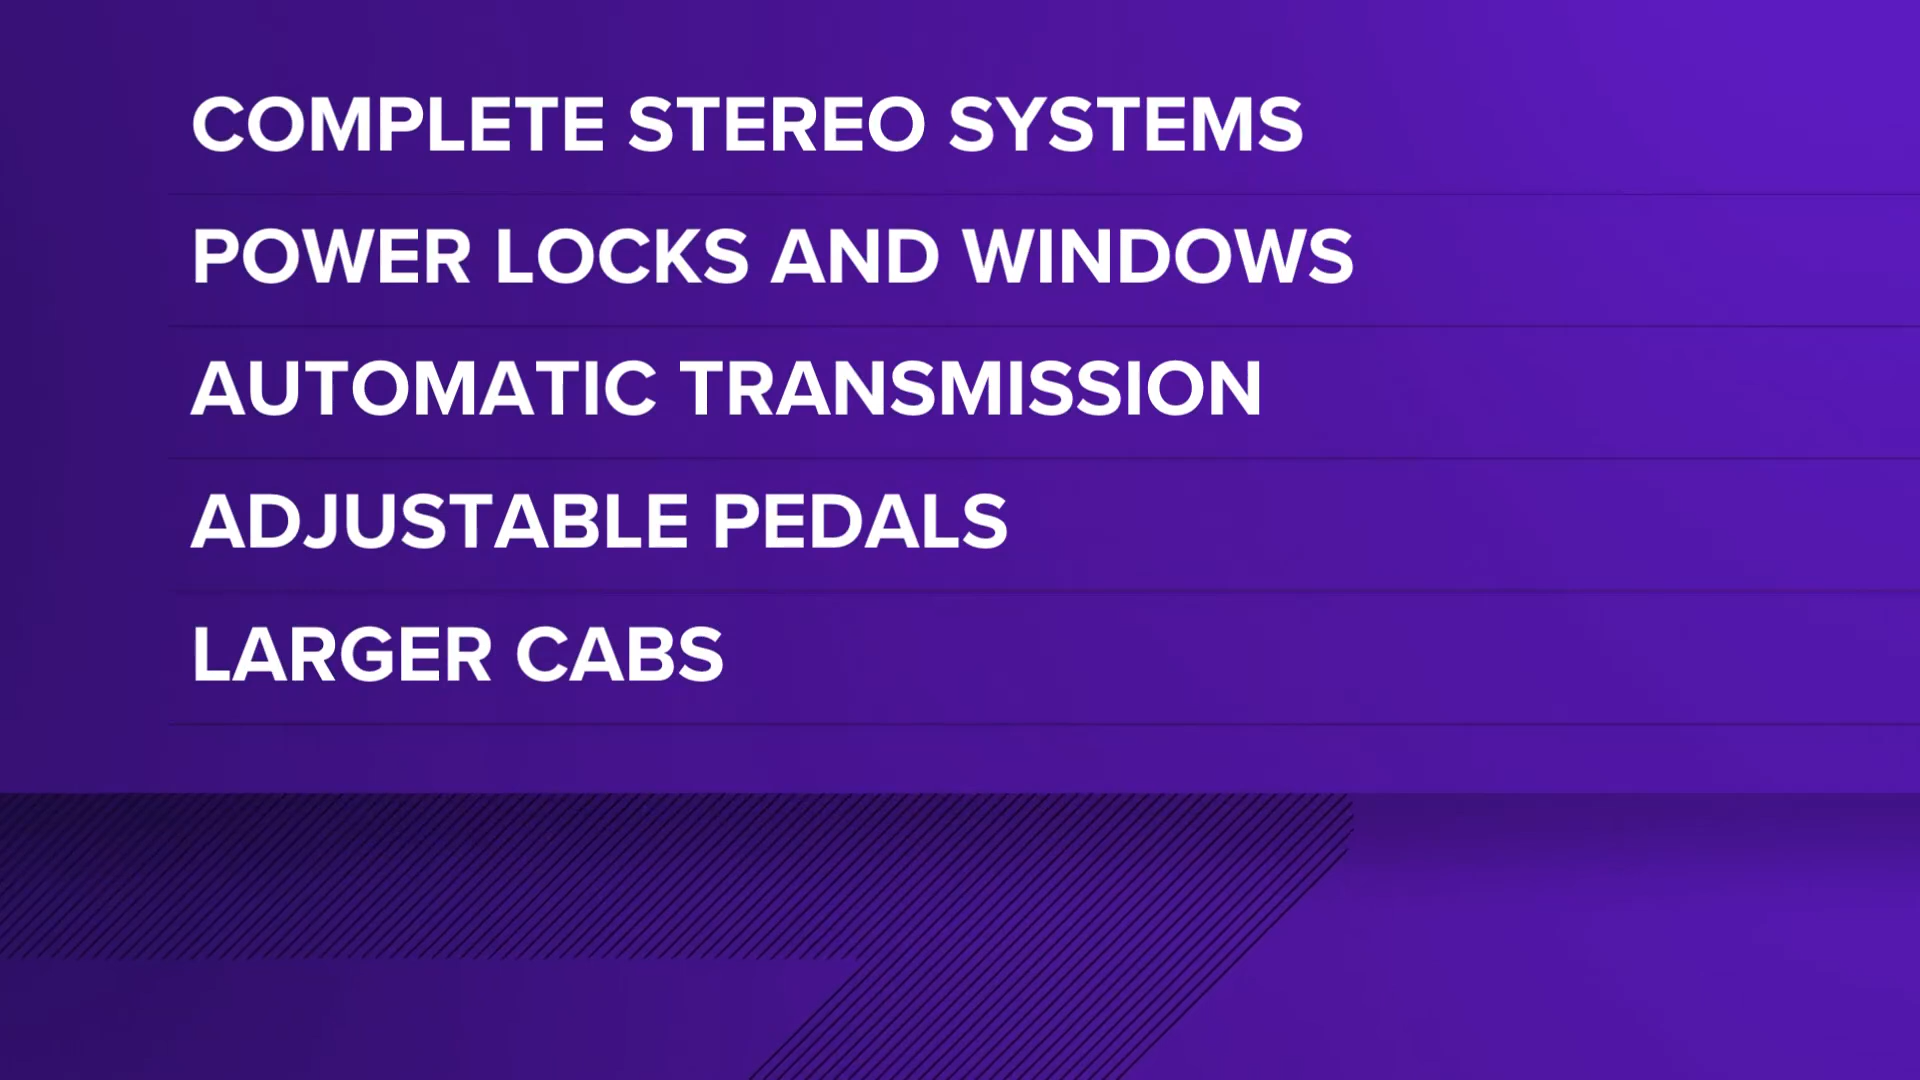 COMPLETE STEREO SYSTEMS
POWER LOCKS AND WINDOWS
AUTOMATIC TRANSMISSION
ADJUSTABLE PEDALS
LARGER CABS